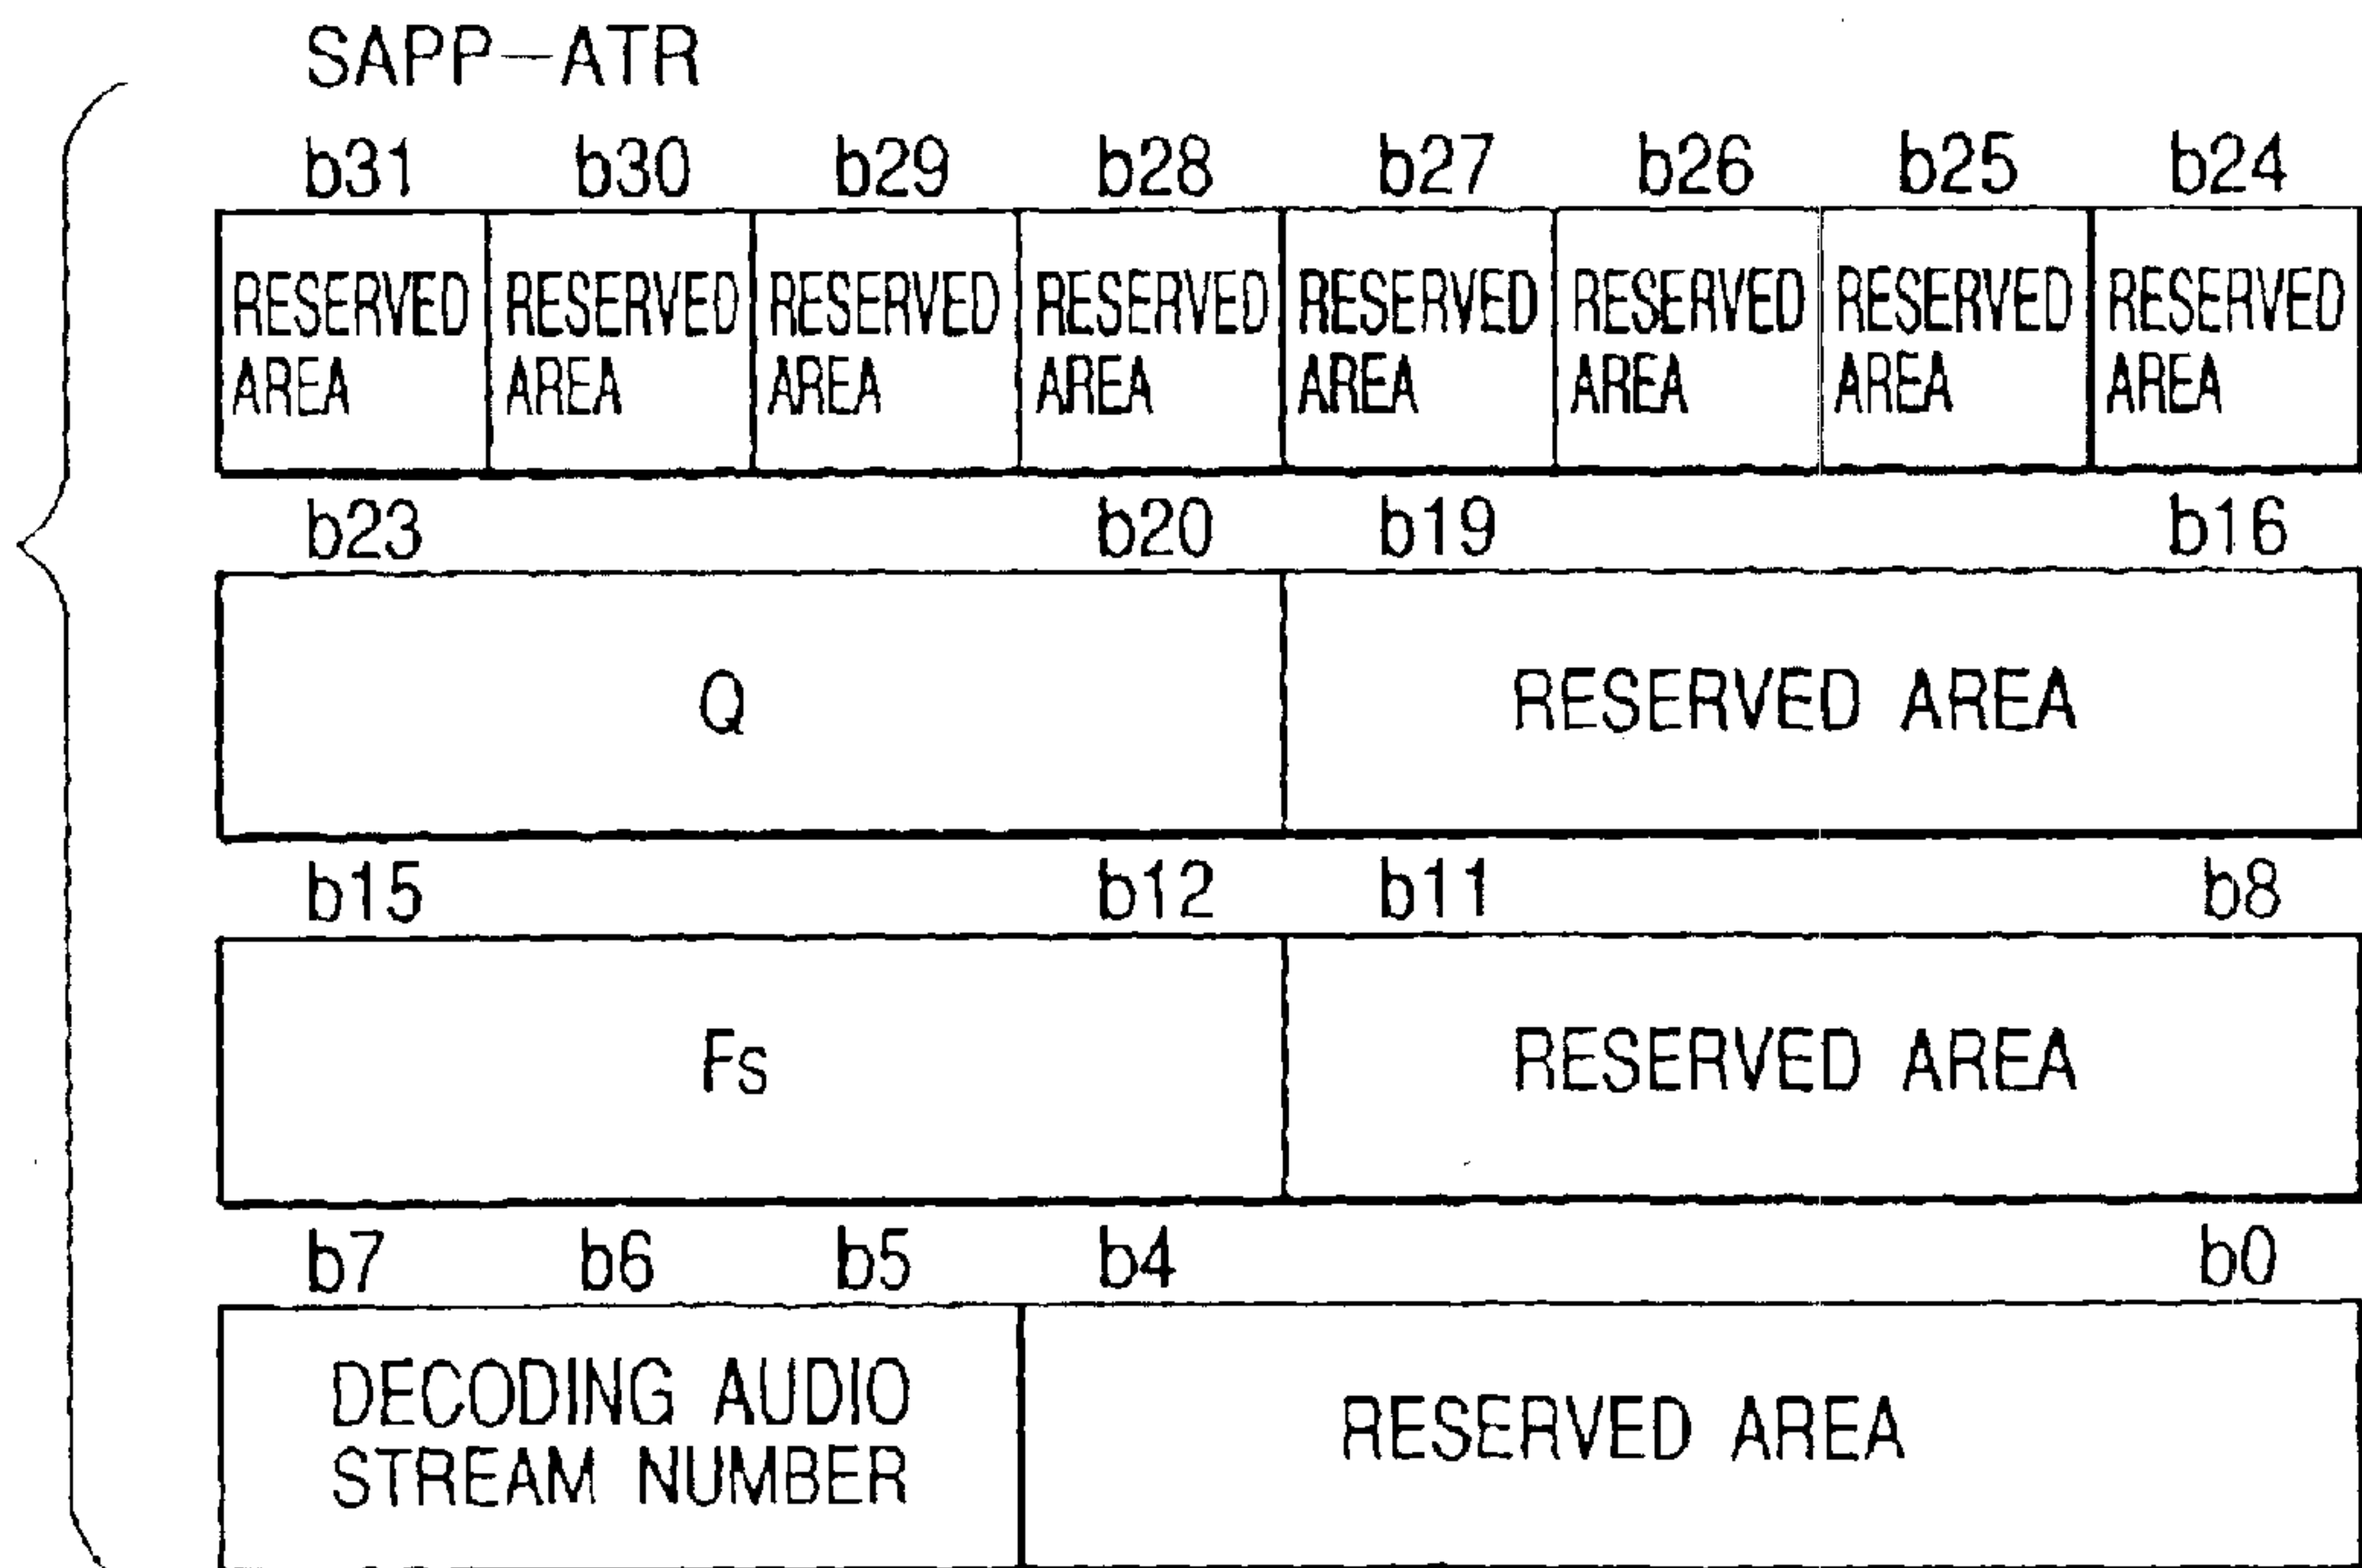 SAPP-ATR
b31 b30 b29 b28 b27 b26 b25 b24
RESERVED RESERVED RESERVED RESERVED RESERVED RESERVED RESERVED RESERVED
AREA AREA AREA AREA AREA AREA AREA AREA
b23 b20 b19 b16
Q RESERVED AREA
b15 b12 b11 b8
Fs RESERVED AREA
b7 b6 b5 b4 b0
DECODING AUDIO
STREAM NUMBER
RESERVED AREA